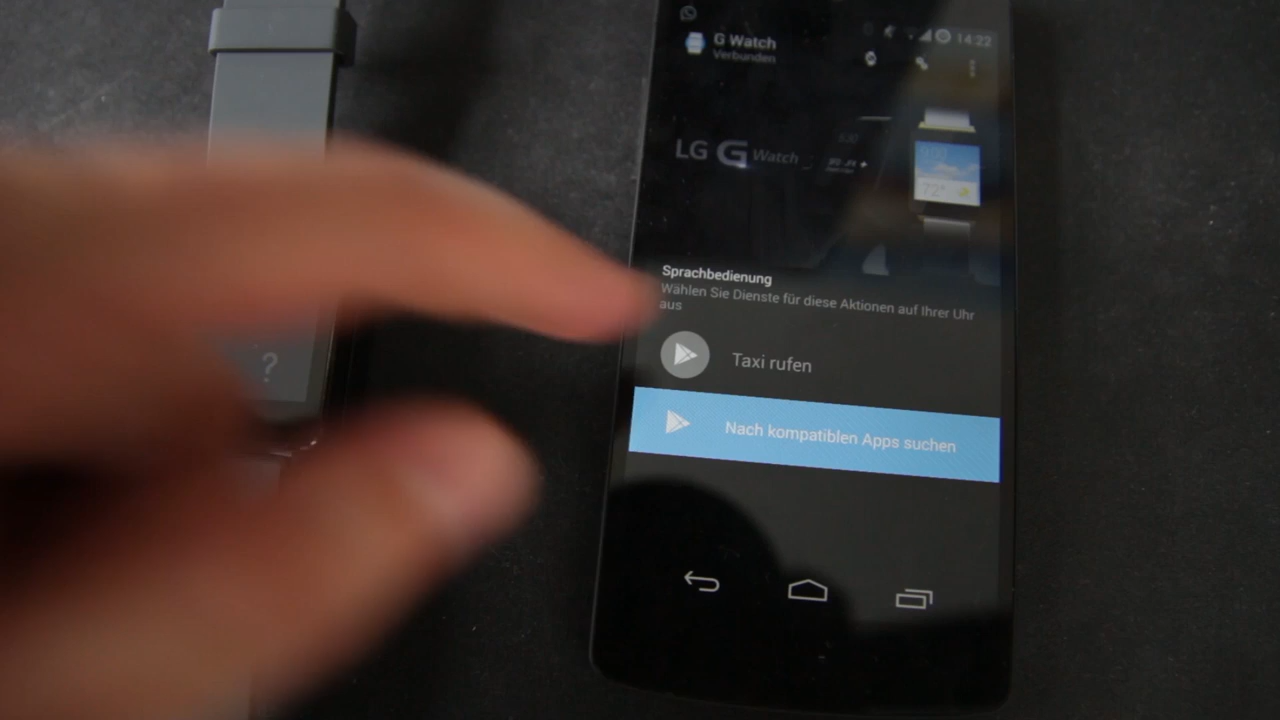 G Watch
Verbunden
14:22
LG G Watch
72°
Sprachbedienung
Wählen Sie Dienste für diese Aktionen auf Ihrer Uhr
aus
?
Taxi rufen
Nach kompatiblen Apps suchen